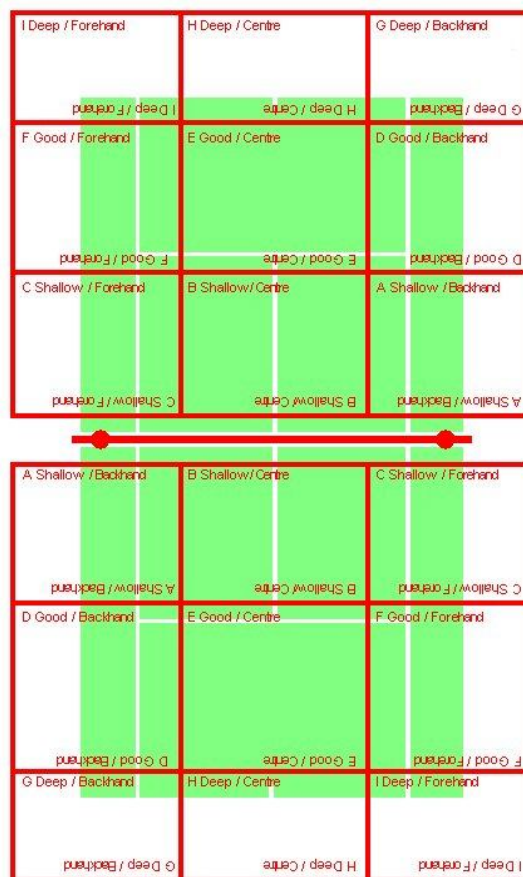 I Deep / Forehand
H Deep / Centre
G Deep / Backhand
I Deep / Forehand
H Deep / Centre
G Deep / Backhand
F Good / Forehand
E Good / Centre
D Good / Backhand
F Good / Forehand
E Good / Centre
D Good / Backhand
C Shallow / Forehand
B Shallow/Centre
A Shallow / Backhand
C Shallow / Forehand
B Shallow/ Centre
A Shallow / Backhand
A Shallow / Backhand
B Shallow/Centre
C Shallow / Forehand
A Shallow / Backhand
B Shallow/ Centre
C Shallow / Forehand
D Good / Backhand
E Good / Centre
F Good / Forehand
D Good / Backhand
E Good / Centre
F Good / Forehand
G Deep / Backhand
H Deep / Centre
I Deep / Forehand
G Deep / Backhand
H Deep / Centre
I Deep / Forehand